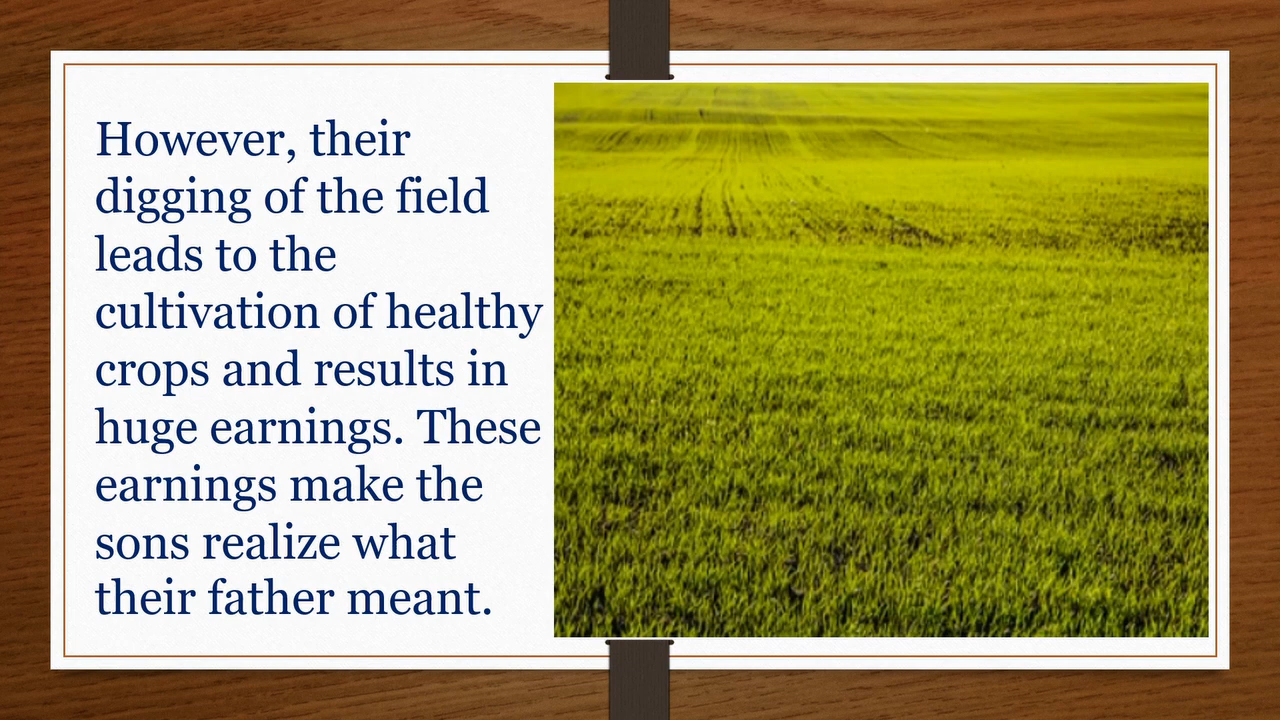 However, their
digging of the field
leads to the
cultivation of healthy
crops and results in
huge earnings. These
earnings make the
sons realize what
their father meant.